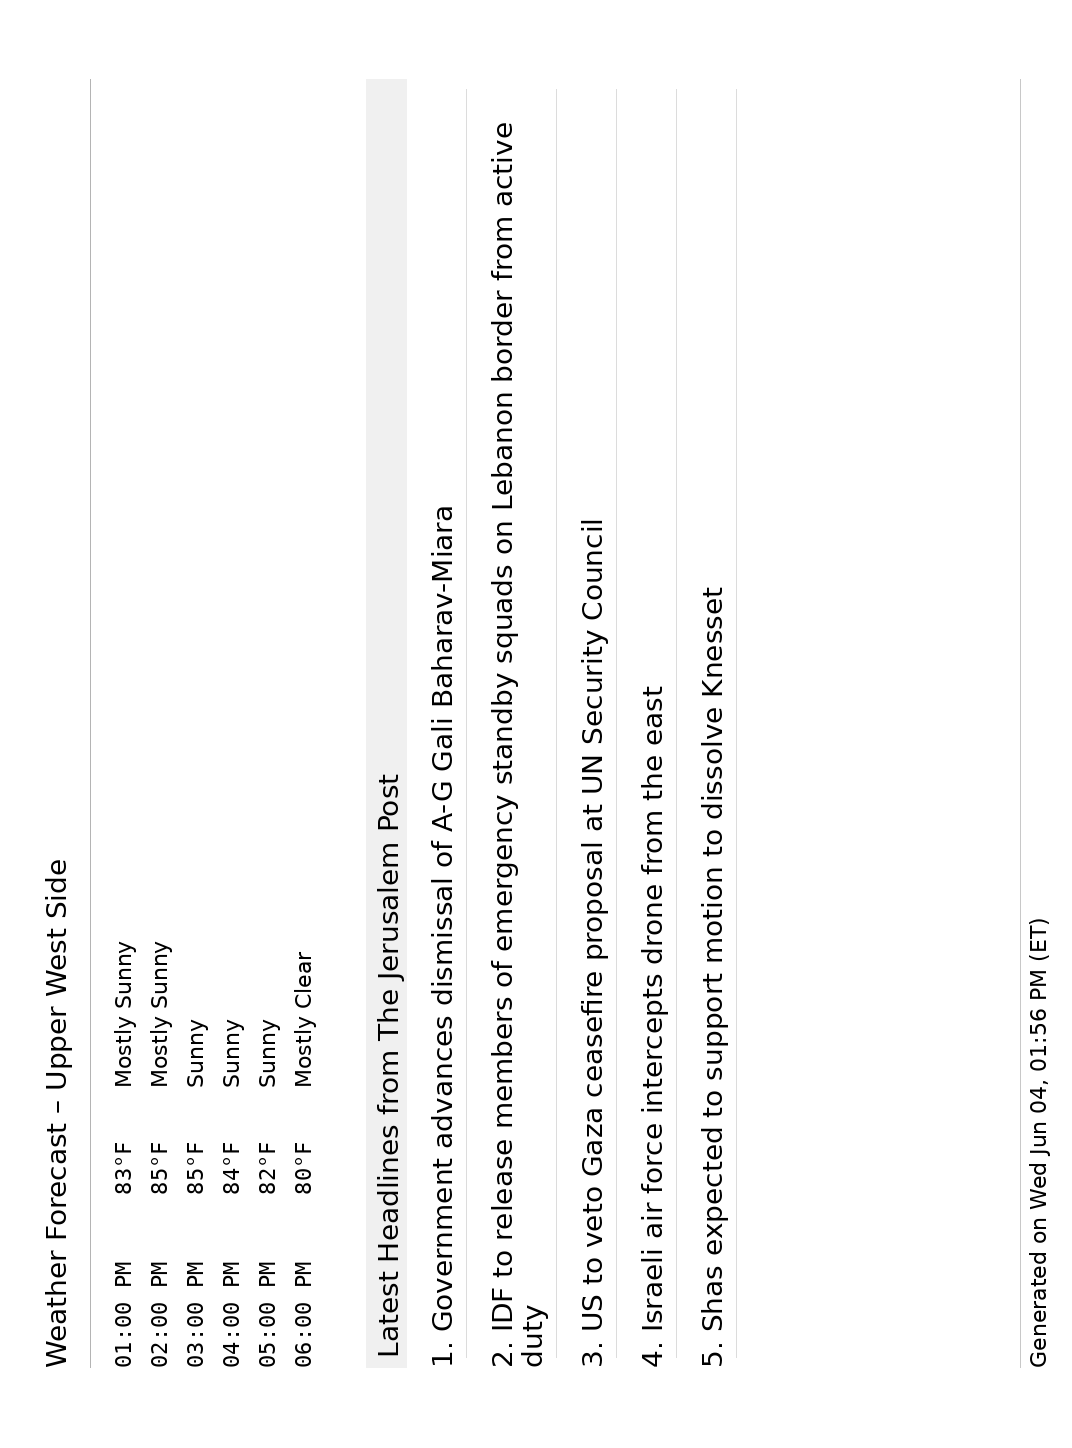 Weather Forecast – Upper West Side
01:00 PM 83°F Mostly Sunny
02:00 PM 85°F Mostly Sunny
03:00 PM 85°F Sunny
04:00 PM 84°F Sunny
05:00 PM 82°F Sunny
06:00 PM 80°F Mostly Clear
Latest Headlines from The Jerusalem Post
1. Government advances dismissal of A-G Gali Baharav-Miara
2. IDF to release members of emergency standby squads on Lebanon border from active
duty
3. US to veto Gaza ceasefire proposal at UN Security Council
4. Israeli air force intercepts drone from the east
5. Shas expected to support motion to dissolve Knesset
Generated on Wed Jun 04, 01:56 PM (ET)